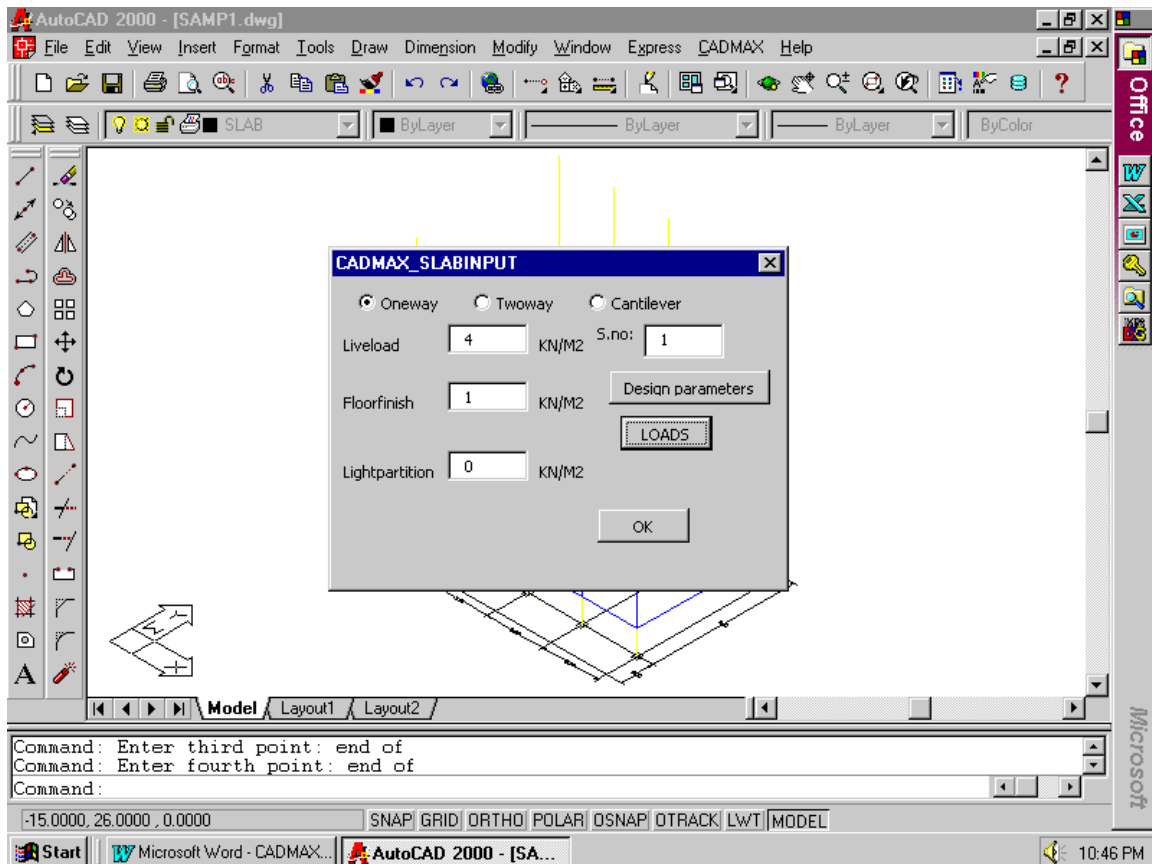 AutoCAD 2000 - [SAMP1.dwg]
File Edit View Insert Format Tools Draw Dimension Modify Window Express CADMAX Help
SLAB ByLayer ByLayer ByLayer ByColor
Office
CADMAX_SLABINPUT
Oneway Twoway Cantilever
Liveload 4 KN/M2 S.no: 1
Design parameters
Floorfinish 1 KN/M2
LOADS
Lightpartition 0 KN/M2
OK
A
Model Layout1 Layout2
Microsoft
Command: Enter third point: end of
Command: Enter fourth point: end of
Command:
-15.0000, 26.0000 , 0.0000 SNAP GRID ORTHO POLAR OSNAP OTRACK LWT MODEL
Start Microsoft Word - CADMAX... AutoCAD 2000 - [SA... 10:46 PM